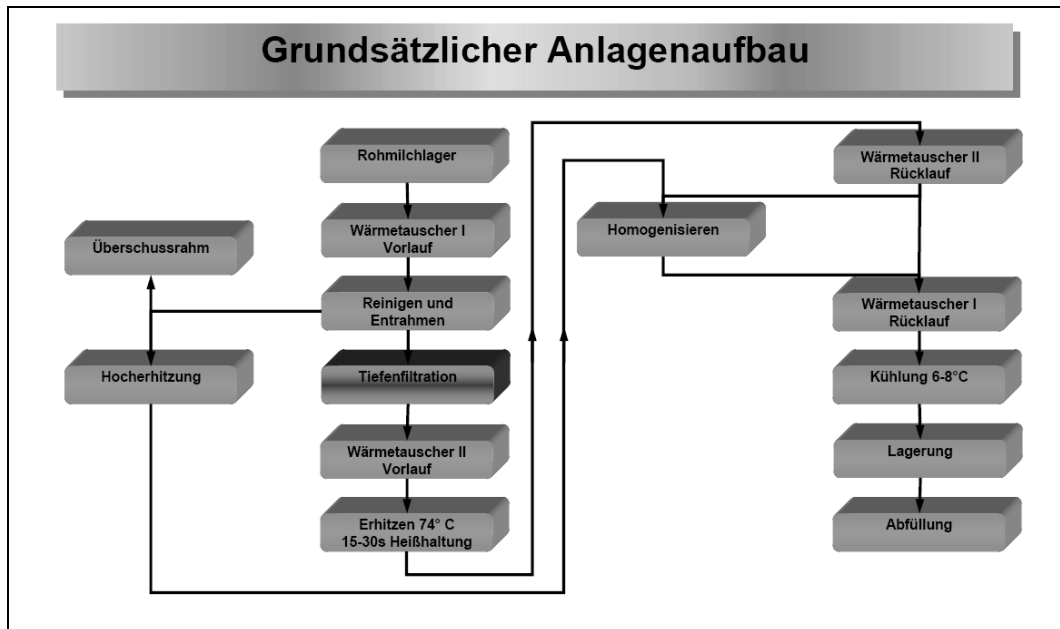 Grundsätzlicher Anlagenaufbau
Rohmilchlager
Wärmetauscher I
Vorlauf
Überschussrahm
Reinigen und
Entrahmen
Hocherhitzung
Tiefenfiltration
Wärmetauscher II
Vorlauf
Erhitzen 74° C
15-30s Heißhaltung
Homogenisieren
Wärmetauscher II
Rücklauf
Wärmetauscher I
Rücklauf
Kühlung 6-8°C
Lagerung
Abfüllung